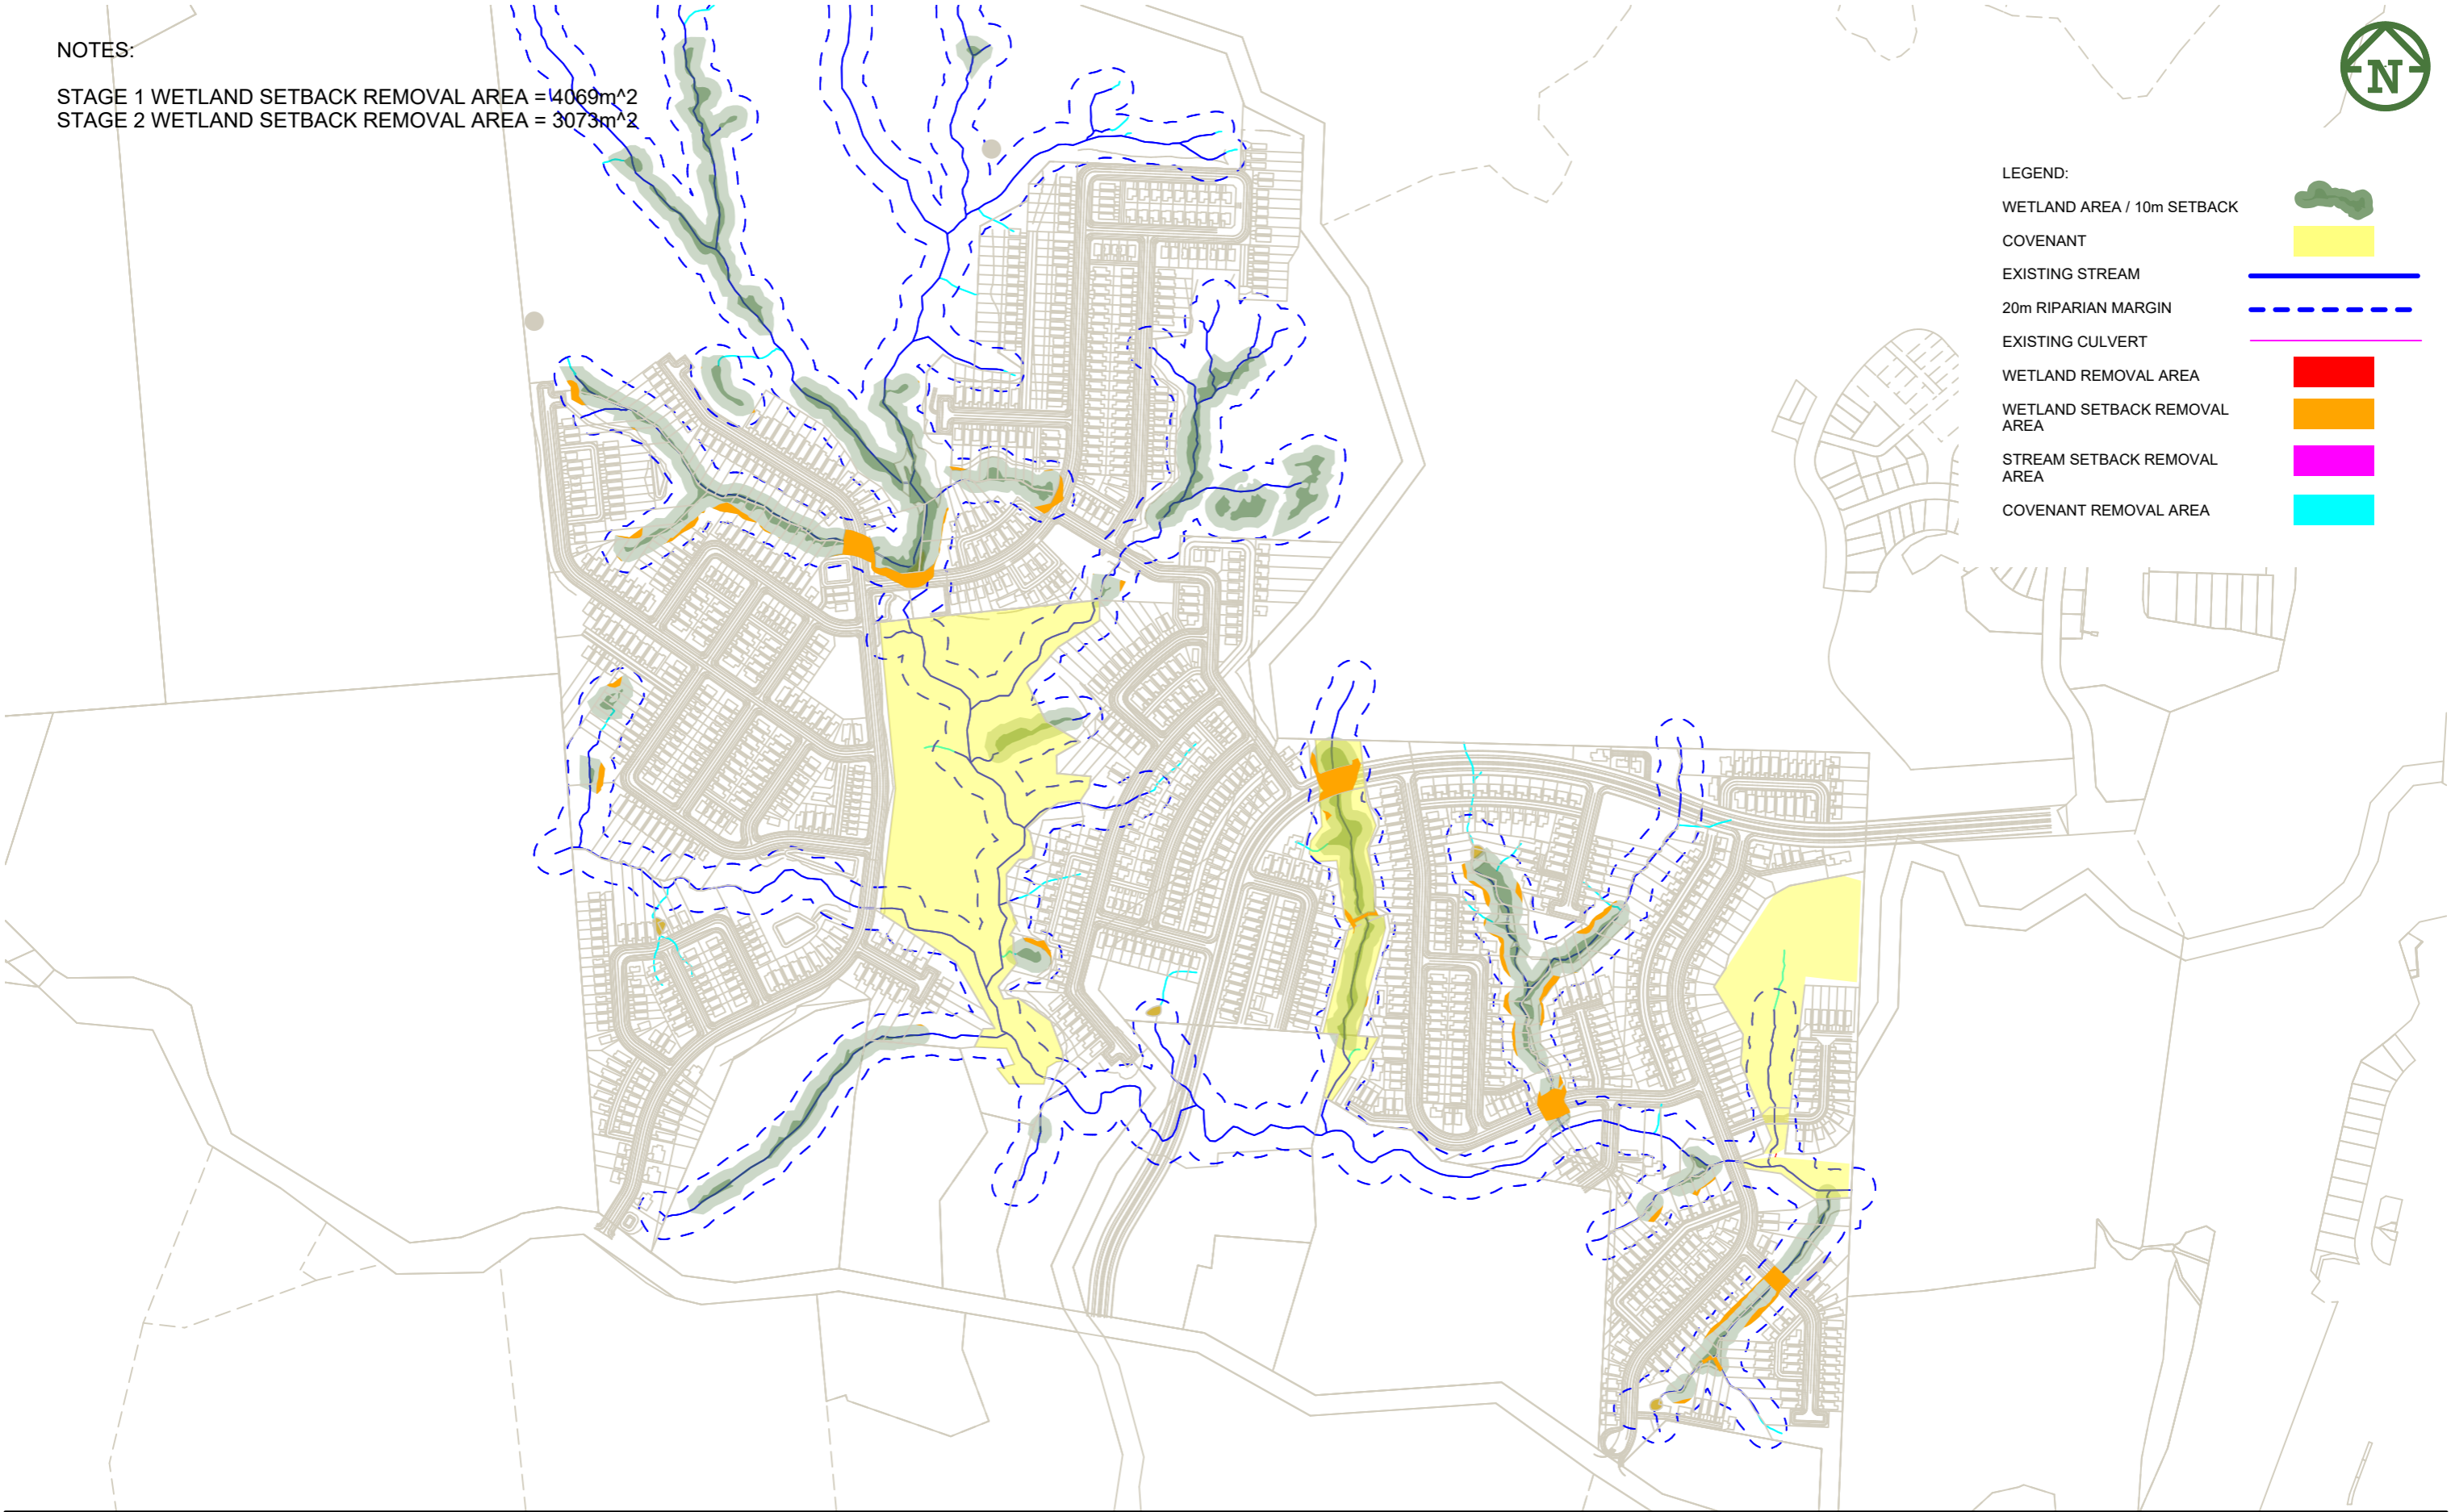 NOTES:
STAGE 1 WETLAND SETBACK REMOVAL AREA = 4069m^2
STAGE 2 WETLAND SETBACK REMOVAL AREA = 3073m^2
N
LEGEND:
WETLAND AREA / 10m SETBACK
COVENANT
EXISTING STREAM
20m RIPARIAN MARGIN
EXISTING CULVERT
WETLAND REMOVAL AREA
WETLAND SETBACK REMOVAL
AREA
STREAM SETBACK REMOVAL
AREA
COVENANT REMOVAL AREA